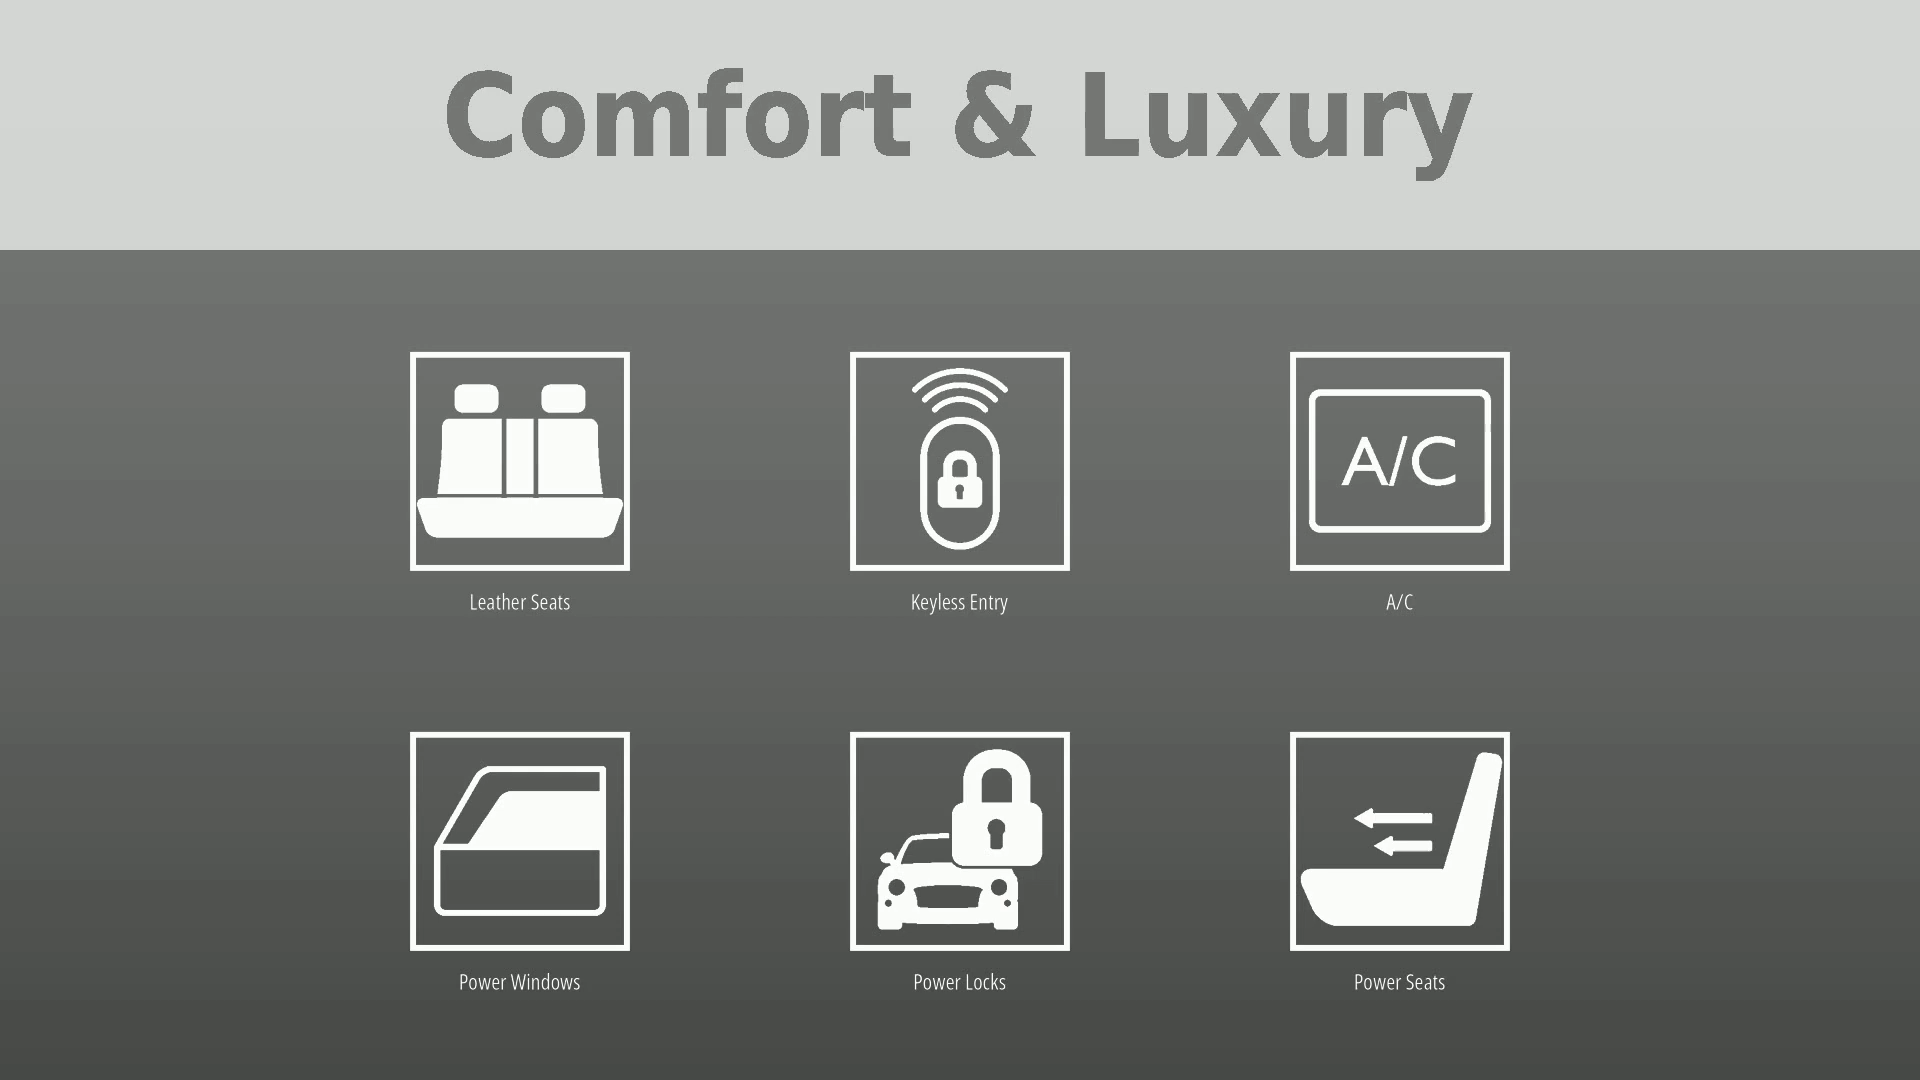 Comfort & Luxury
A/C
Leather Seats
Keyless Entry
A/C
Power Windows
Power Locks
Power Seats